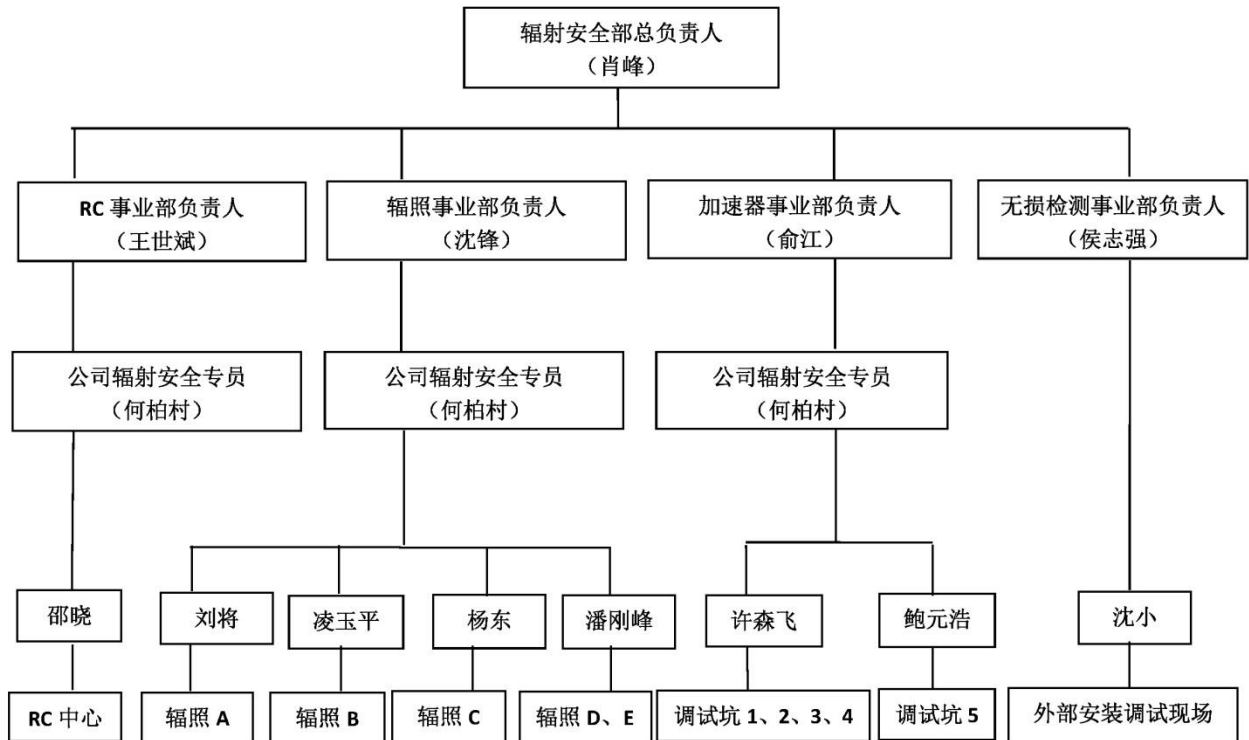 辐射安全部总负责人
（肖峰）
RC 事业部负责人
（王世斌）
辐照事业部负责人
（沈锋）
加速器事业部负责人
（俞江）
无损检测事业部负责人
（侯志强）
公司辐射安全专员
（何柏村）
公司辐射安全专员
（何柏村）
公司辐射安全专员
（何柏村）
邵晓
刘将
凌玉平
杨东
潘刚峰
许森飞
鲍元浩
沈小
RC 中心
辐照 A
辐照 B
辐照 C
辐照 D、E
调试坑 1、2、3、4
调试坑 5
外部安装调试现场